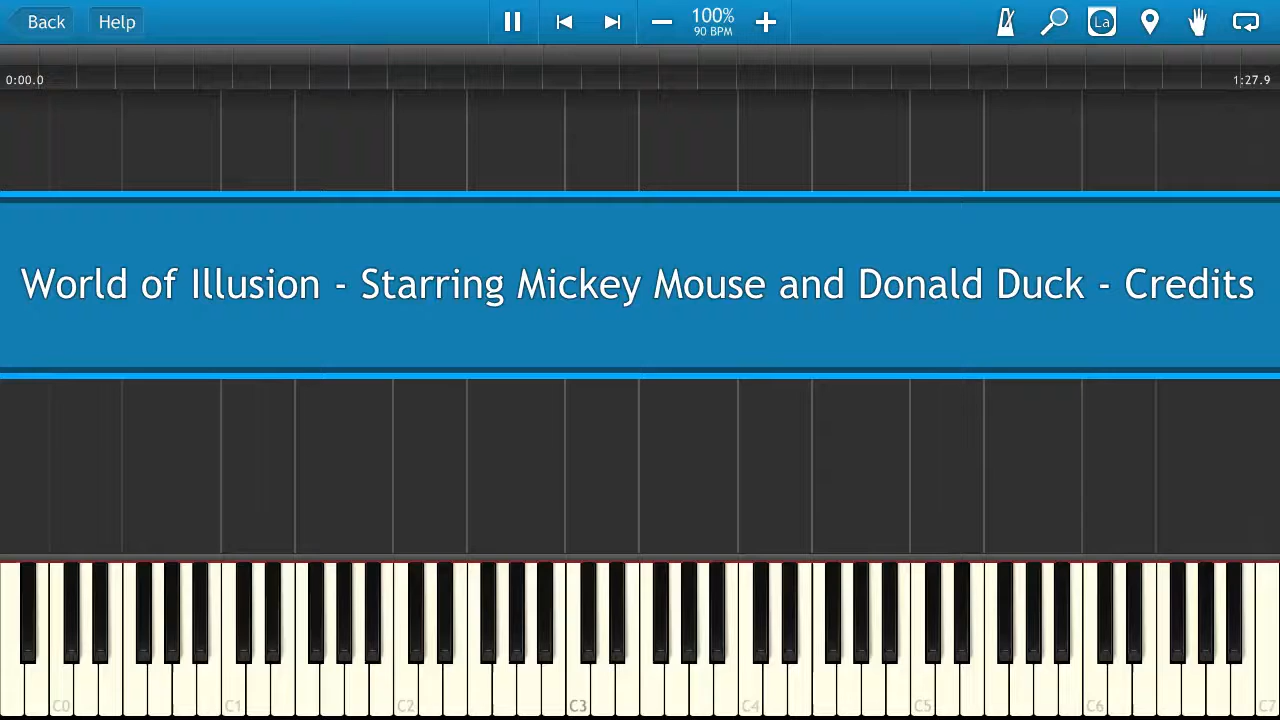 Back Help 100% La
90 BPM
0:00.0 1:27.9
World of Illusion - Starring Mickey Mouse and Donald Duck - Credits
C0 C1 C2 C3 C4 C5 C6 C7